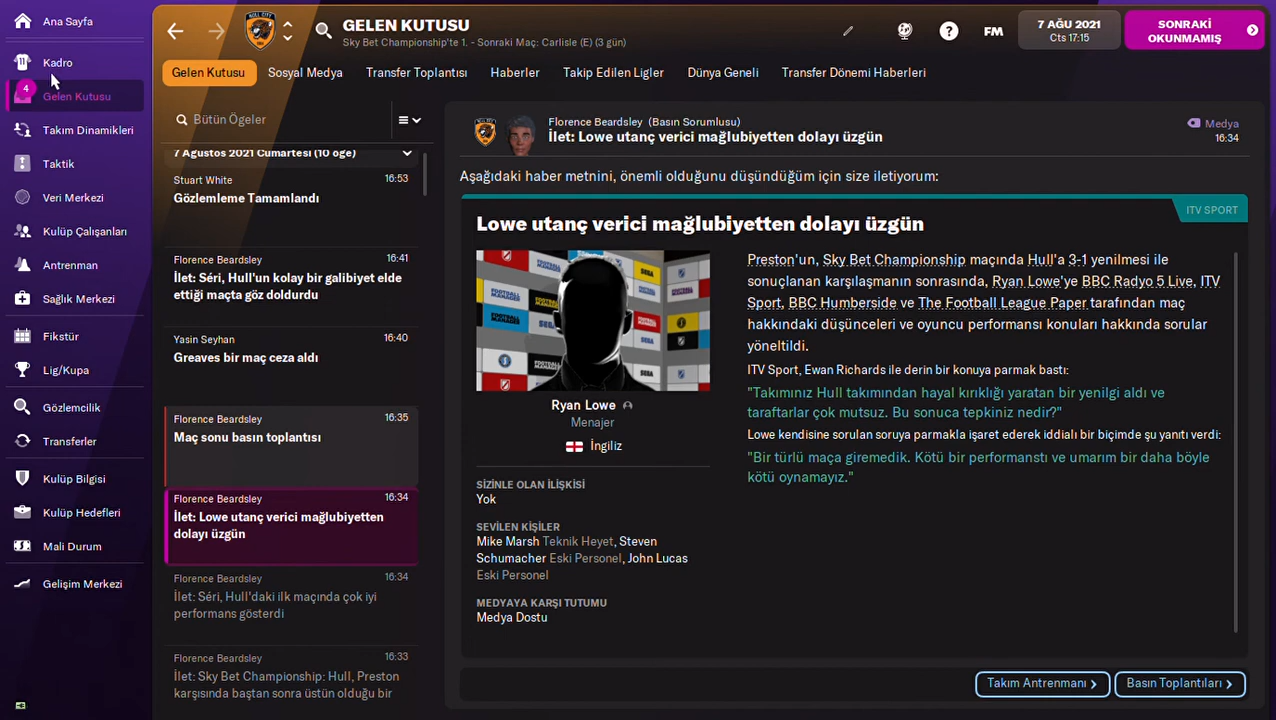 Ana Sayfa
Kadro
4
Gelen Kutusu
Takım Dinamikleri
Taktik
Veri Merkezi
Kulüp Çalışanları
Antrenman
Sağlık Merkezi
Fikstür
Lig/Kupa
Gözlemcilik
Transferler
Kulüp Bilgisi
Kulüp Hedefleri
Mali Durum
Gelişim Merkezi
GELEN KUTUSU
Sky Bet Championship'te 1. - Sonraki Maç: Carlisle (E) (3 gün)
FM
7 AĞU 2021
Cts 17:15
SONRAKİ
OKUNMAMIŞ
Gelen Kutusu
Sosyal Medya
Transfer Toplantısı
Haberler
Takip Edilen Ligler
Dünya Geneli
Transfer Dönemi Haberleri
Bütün Ögeler
7 Ağustos 2021 Cumartesi (10 öge)
Stuart White 16:53
Gözlemleme Tamamlandı
Florence Beardsley 16:41
İlet: Séri, Hull'un kolay bir galibiyet elde
ettiği maçta göz doldurdu
Yasin Seyhan 16:40
Greaves bir maç ceza aldı
Florence Beardsley 16:35
Maç sonu basın toplantısı
Florence Beardsley 16:34
İlet: Lowe utanç verici mağlubiyetten
dolayı üzgün
Florence Beardsley 16:34
İlet: Séri, Hull'daki ilk maçında çok iyi
performans gösterdi
Florence Beardsley 16:33
İlet: Sky Bet Championship: Hull, Preston
karşısında baştan sonra üstün olduğu bir
Florence Beardsley (Basın Sorumlusu)
İlet: Lowe utanç verici mağlubiyetten dolayı üzgün
Medya
16:34
Aşağıdaki haber metnini, önemli olduğunu düşündüğüm için size iletiyorum:
ITV SPORT
Lowe utanç verici mağlubiyetten dolayı üzgün
Ryan Lowe
Menajer
İngiliz
SİZİNLE OLAN İLİŞKİSİ
Yok
SEVİLEN KİŞİLER
Mike Marsh Teknik Heyet, Steven
Schumacher Eski Personel, John Lucas
Eski Personel
MEDYAYA KARŞI TUTUMU
Medya Dostu
Preston'un, Sky Bet Championship maçında Hull'a 3-1 yenilmesi ile
sonuçlanan karşılaşmanın sonrasında, Ryan Lowe'ye BBC Radyo 5 Live, ITV
Sport, BBC Humberside ve The Football League Paper tarafından maç
hakkındaki düşünceleri ve oyuncu performansı konuları hakkında sorular
yöneltildi.
ITV Sport, Ewan Richards ile derin bir konuya parmak bastı:
"Takımınız Hull takımından hayal kırıklığı yaratan bir yenilgi aldı ve
taraftarlar çok mutsuz. Bu sonuca tepkiniz nedir?"
Lowe kendisine sorulan soruya parmakla işaret ederek iddialı bir biçimde şu yanıtı verdi:
"Bir türlü maça giremedik. Kötü bir performanstı ve umarım bir daha böyle
kötü oynamayız."
Takım Antrenmanı
Basın Toplantıları